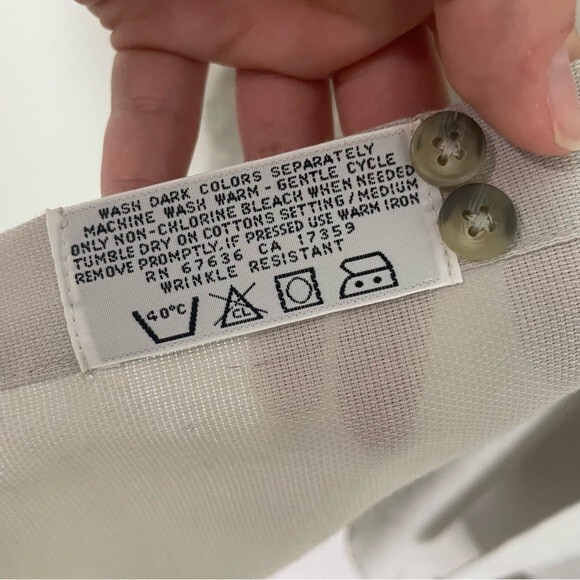 WASH DARK COLORS SEPARATELY
MACHINE WASH WARM - GENTLE CYCLE
ONLY NON-CHLORINE BLEACH WHEN NEEDED
TUMBLE DRY ON COTTONS SETTING/MEDIUM
REMOVE PROMPTLY. IF PRESSED USE WARM IRON
RN 67636 CA 17359
WRINKLE RESISTANT
40°C CL